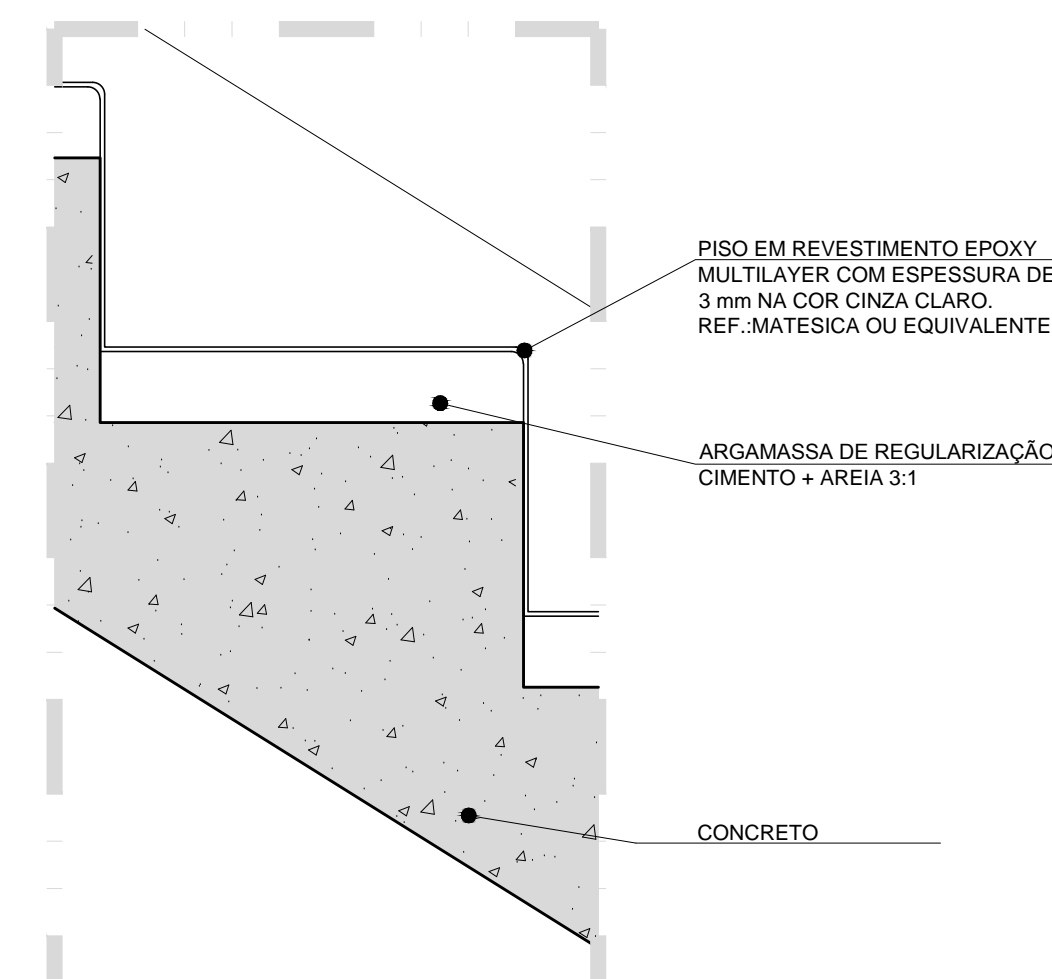 PISO EM REVESTIMENTO EPOXY
MULTILAYER COM ESPESSURA DE
3 mm NA COR CINZA CLARO.
REF.:MATESICA OU EQUIVALENTE
ARGAMASSA DE REGULARIZAÇÃO
CIMENTO + AREIA 3:1
CONCRETO